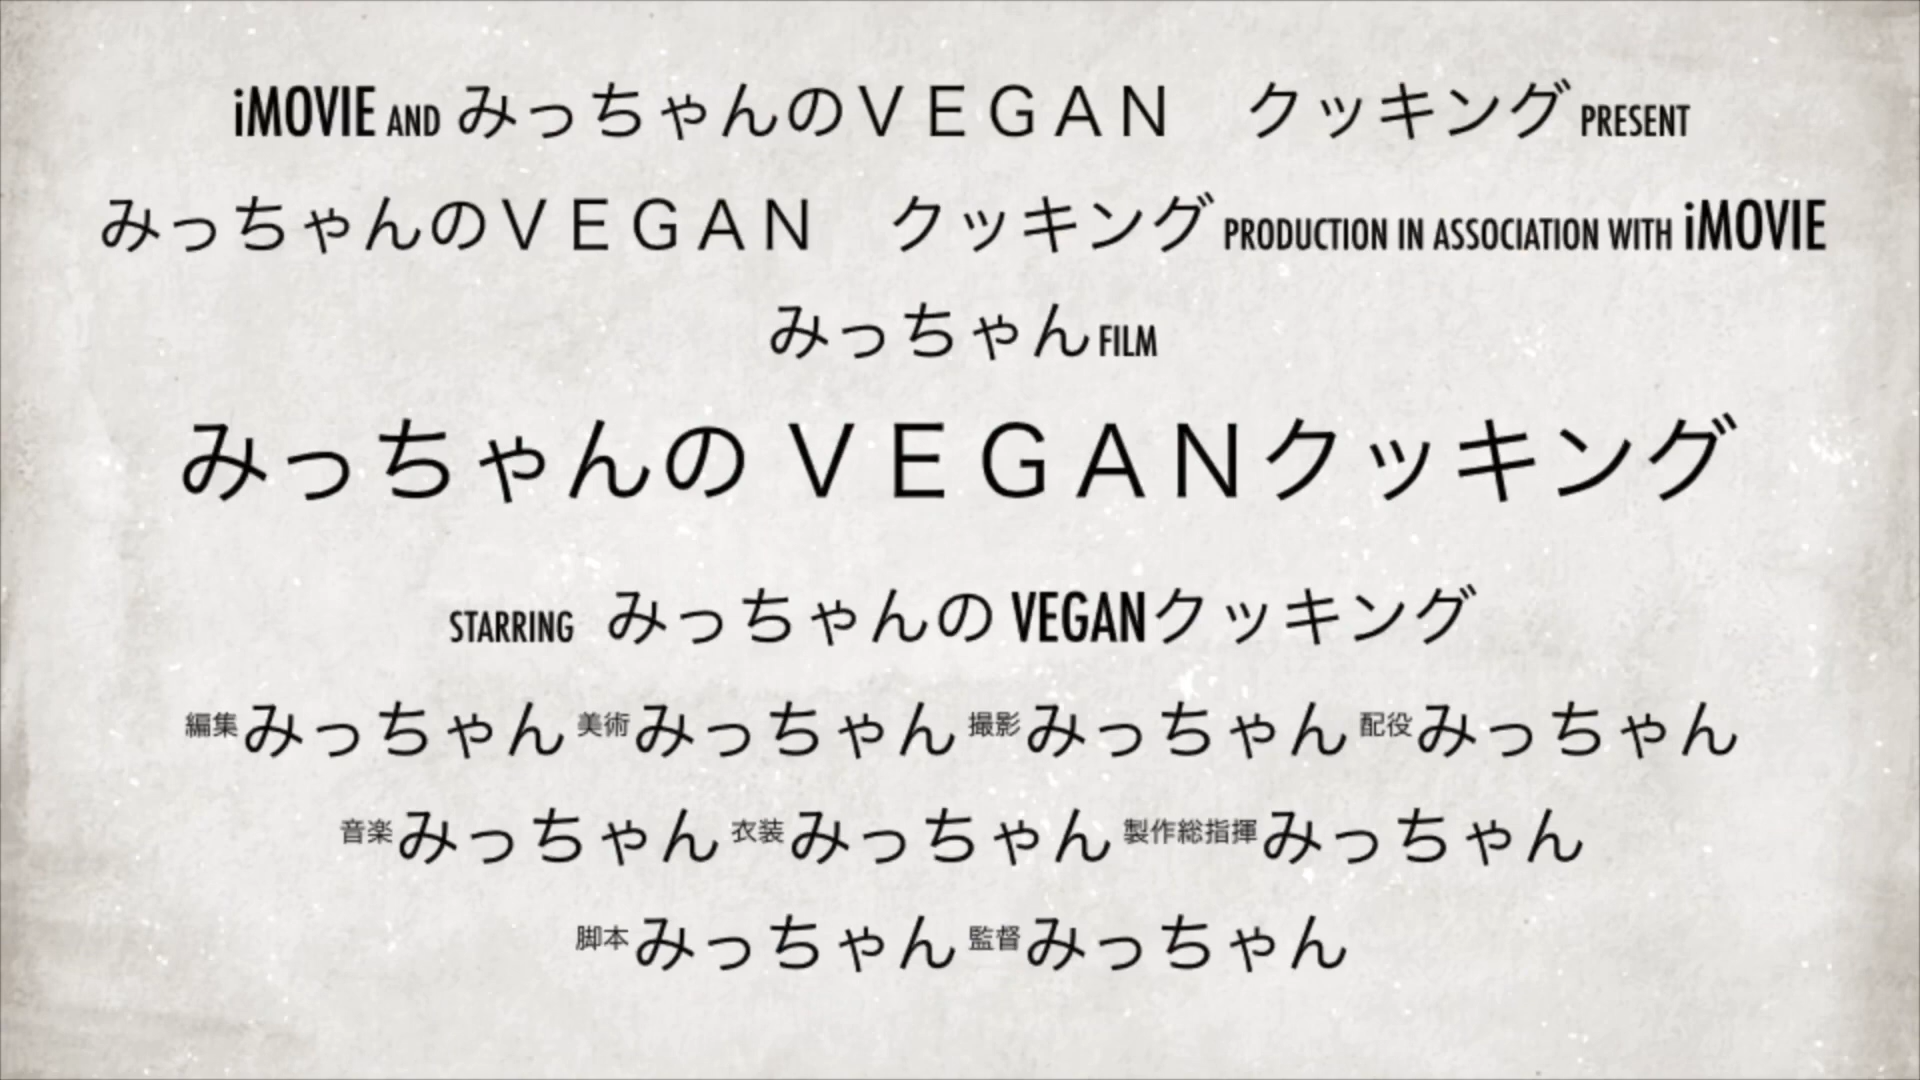 iMOVIE AND みっちゃんのＶＥＧＡＮ　クッキング PRESENT
みっちゃんのＶＥＧＡＮ　クッキング PRODUCTION IN ASSOCIATION WITH iMOVIE
みっちゃん FILM
みっちゃんの ＶＥＧＡＮクッキング
STARRING みっちゃんの VEGANクッキング
編集 みっちゃん 美術 みっちゃん 撮影 みっちゃん 配役 みっちゃん
音楽 みっちゃん 衣装 みっちゃん 製作総指揮 みっちゃん
脚本 みっちゃん 監督 みっちゃん